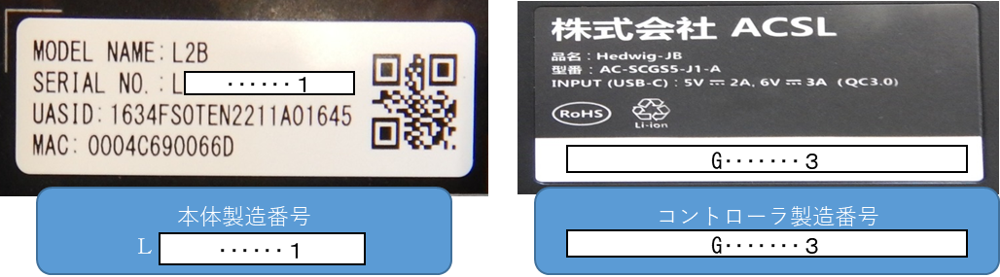 MODEL NAME: L2B
SERIAL NO.: L ・・・・・・1
UASID: 1634FS0TEN2211A01645
MAC: 0004C690066D
本体製造番号
L ・・・・・・1
株式会社 ACSL
品名: Hedwig-JB
型番: AC-SCGS5-J1-A
INPUT (USB-C) : 5V ⎓ 2A, 6V ⎓ 3A (QC3.0)
RoHS
Li-ion
G・・・・・・・3
コントローラ製造番号
G・・・・・・・3